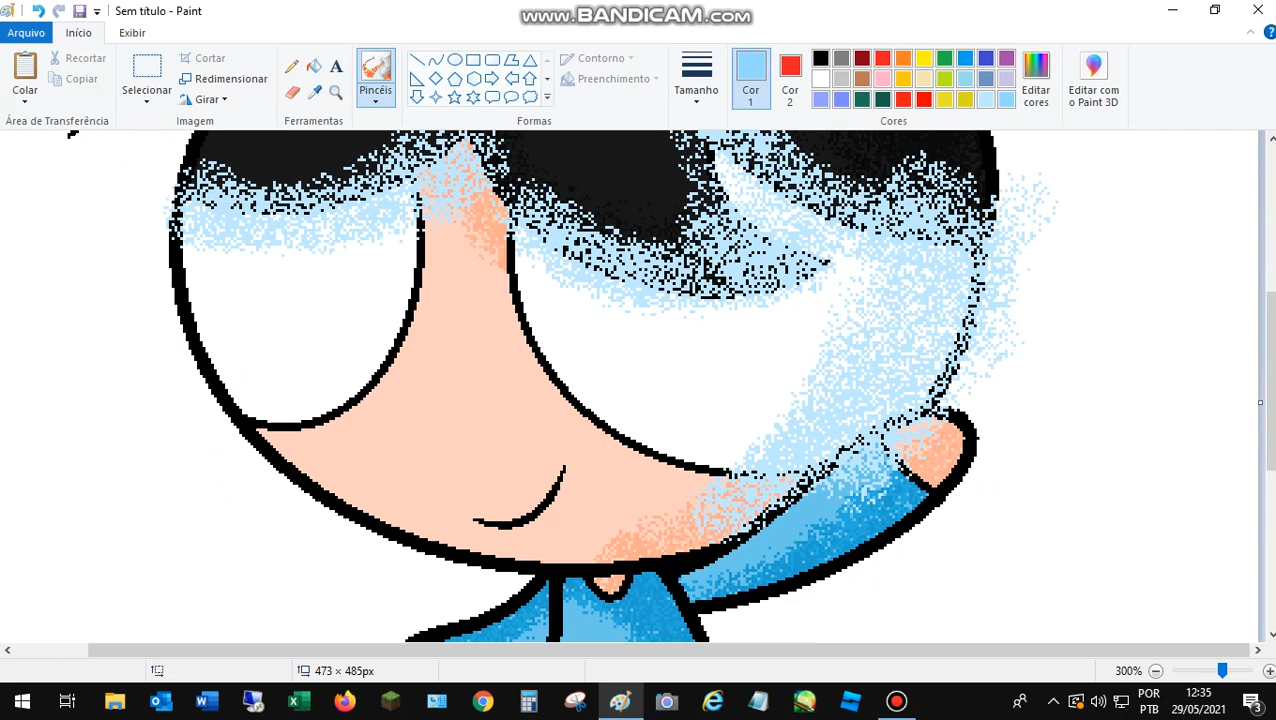 www.BANDICAM.com
Sem título - Paint
Arquivo
Início
Exibir
Colar
Recortar
Copiar
Área de Transferência
Selecionar
Cortar
Redimensionar
Girar
Imagem
A
Ferramentas
Pincéis
Contorno
Preenchimento
Formas
Tamanho
Cor
1
Cor
2
Cores
Editar
cores
Editar com
o Paint 3D
473 × 485px
300%
POR
PTB
12:35
29/05/2021
3